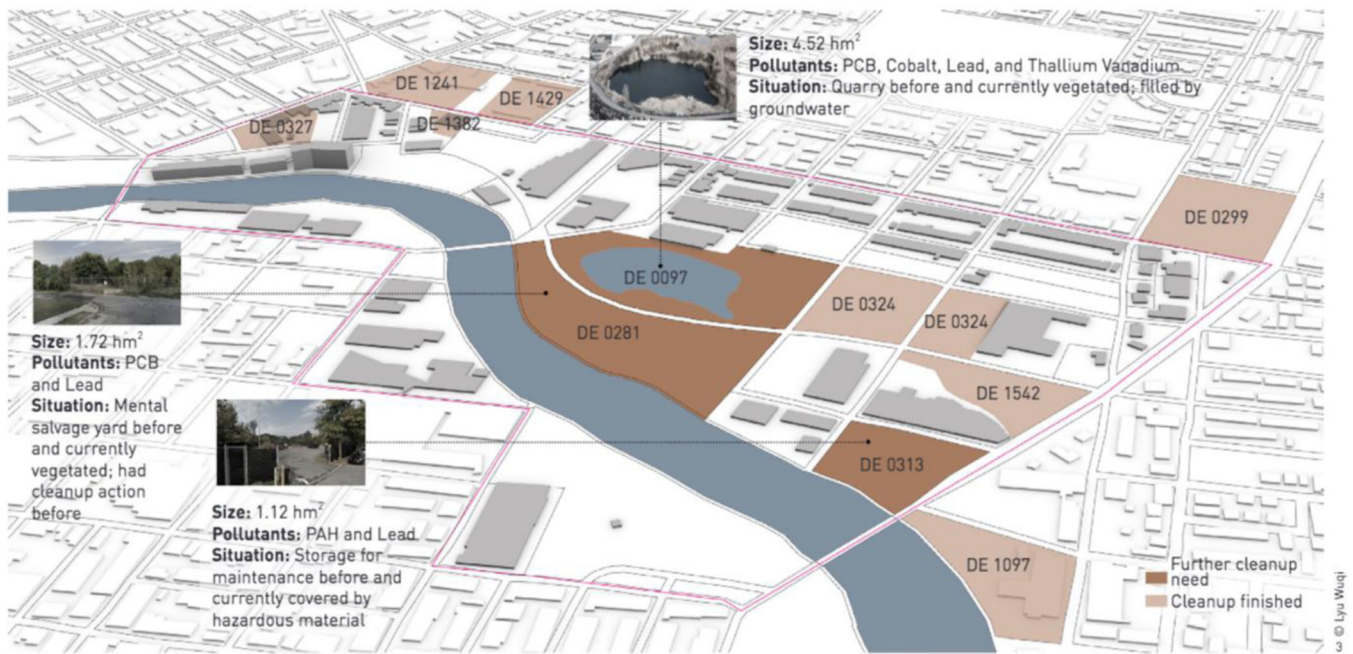 Size: 4.52 hm²
Pollutants: PCB, Cobalt, Lead, and Thallium Vanadium
Situation: Quarry before and currently vegetated; filled by
groundwater
DE 1241
DE 1429
DE 0327
DE 1382
DE 0299
DE 0097
DE 0324
DE 0324
DE 0281
DE 1542
DE 0313
DE 1097
Size: 1.72 hm²
Pollutants: PCB
and Lead
Situation: Mental
salvage yard before
and currently
vegetated; had
cleanup action
before
Size: 1.12 hm²
Pollutants: PAH and Lead
Situation: Storage for
maintenance before and
currently covered by
hazardous material
Further cleanup
need
Cleanup finished
© Lyu Wuqi
3